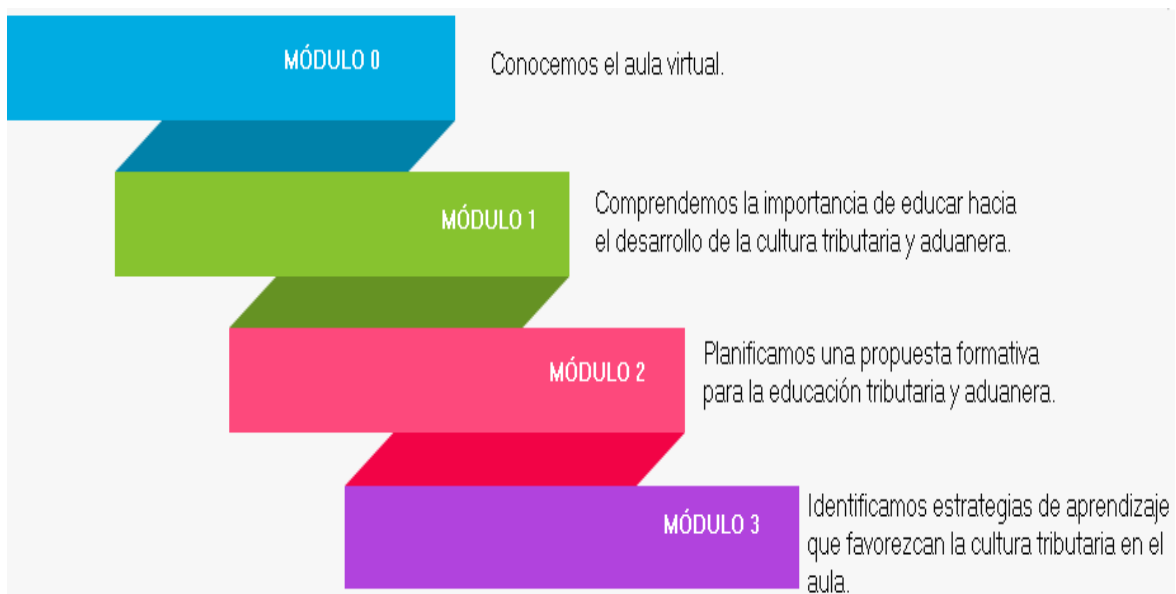 MÓDULO 0
Conocemos el aula virtual.
MÓDULO 1
Comprendemos la importancia de educar hacia
el desarrollo de la cultura tributaria y aduanera.
MÓDULO 2
Planificamos una propuesta formativa
para la educación tributaria y aduanera.
MÓDULO 3
Identificamos estrategias de aprendizaje
que favorezcan la cultura tributaria en el
aula.